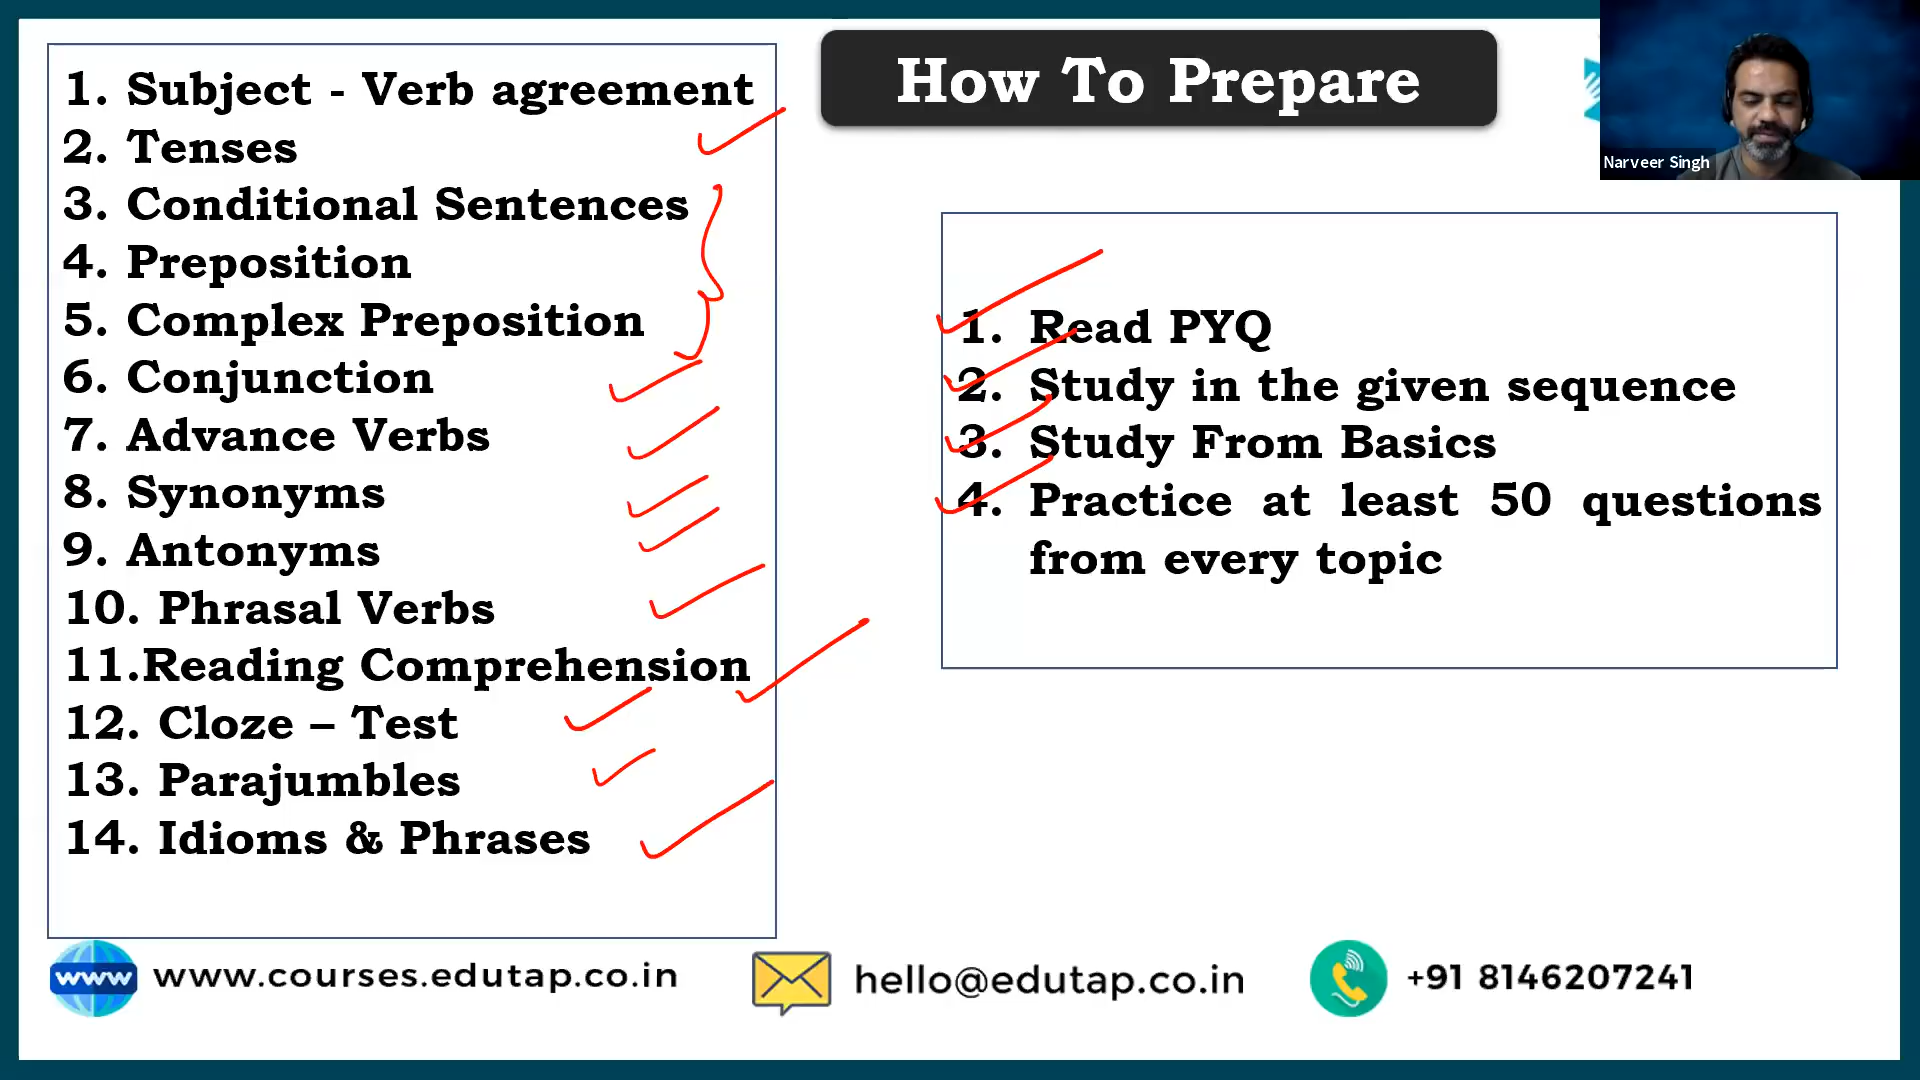 How To Prepare
Narveer Singh
1. Subject - Verb agreement
2. Tenses
3. Conditional Sentences
4. Preposition
5. Complex Preposition
6. Conjunction
7. Advance Verbs
8. Synonyms
9. Antonyms
10. Phrasal Verbs
11.Reading Comprehension
12. Cloze – Test
13. Parajumbles
14. Idioms & Phrases
1. Read PYQ
2. Study in the given sequence
3. Study From Basics
4. Practice at least 50 questions
from every topic
www
www.courses.edutap.co.in
hello@edutap.co.in
+91 8146207241